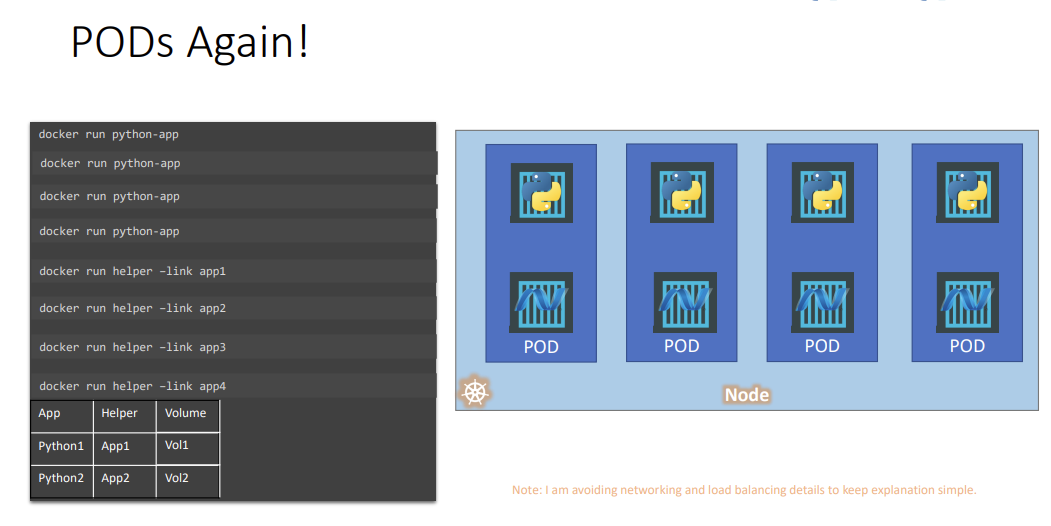 PODs Again!
docker run python-app
docker run python-app
docker run python-app
docker run python-app
docker run helper –link app1
docker run helper –link app2
docker run helper –link app3
docker run helper –link app4
App Helper Volume
Python1 App1 Vol1
Python2 App2 Vol2
POD POD POD POD
Node
Note: I am avoiding networking and load balancing details to keep explanation simple.